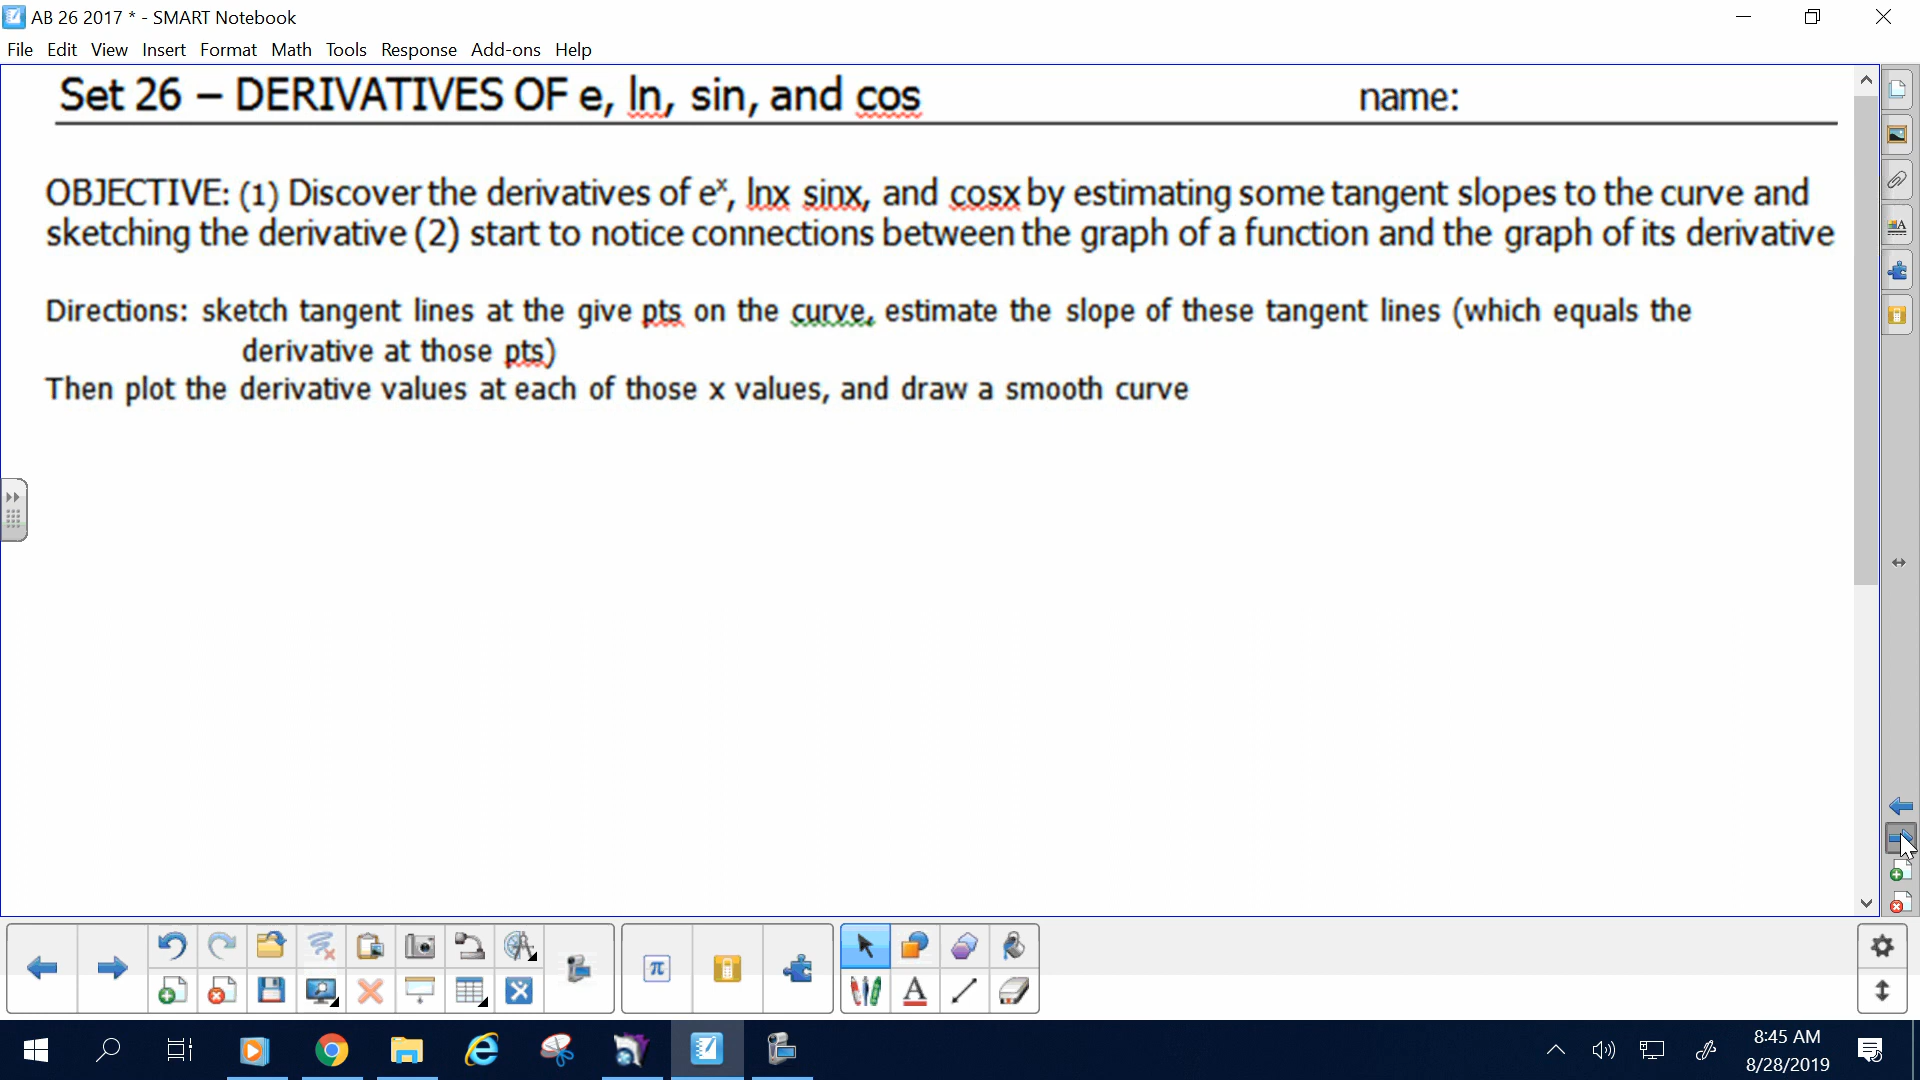 AB 26 2017 * - SMART Notebook
File Edit View Insert Format Math Tools Response Add-ons Help
Set 26 – DERIVATIVES OF e, ln, sin, and cos name:
OBJECTIVE: (1) Discover the derivatives of eˣ, lnx sinx, and cosx by estimating some tangent slopes to the curve and
sketching the derivative (2) start to notice connections between the graph of a function and the graph of its derivative
Directions: sketch tangent lines at the give pts on the curve, estimate the slope of these tangent lines (which equals the
derivative at those pts)
Then plot the derivative values at each of those x values, and draw a smooth curve
π
A
8:45 AM
8/28/2019